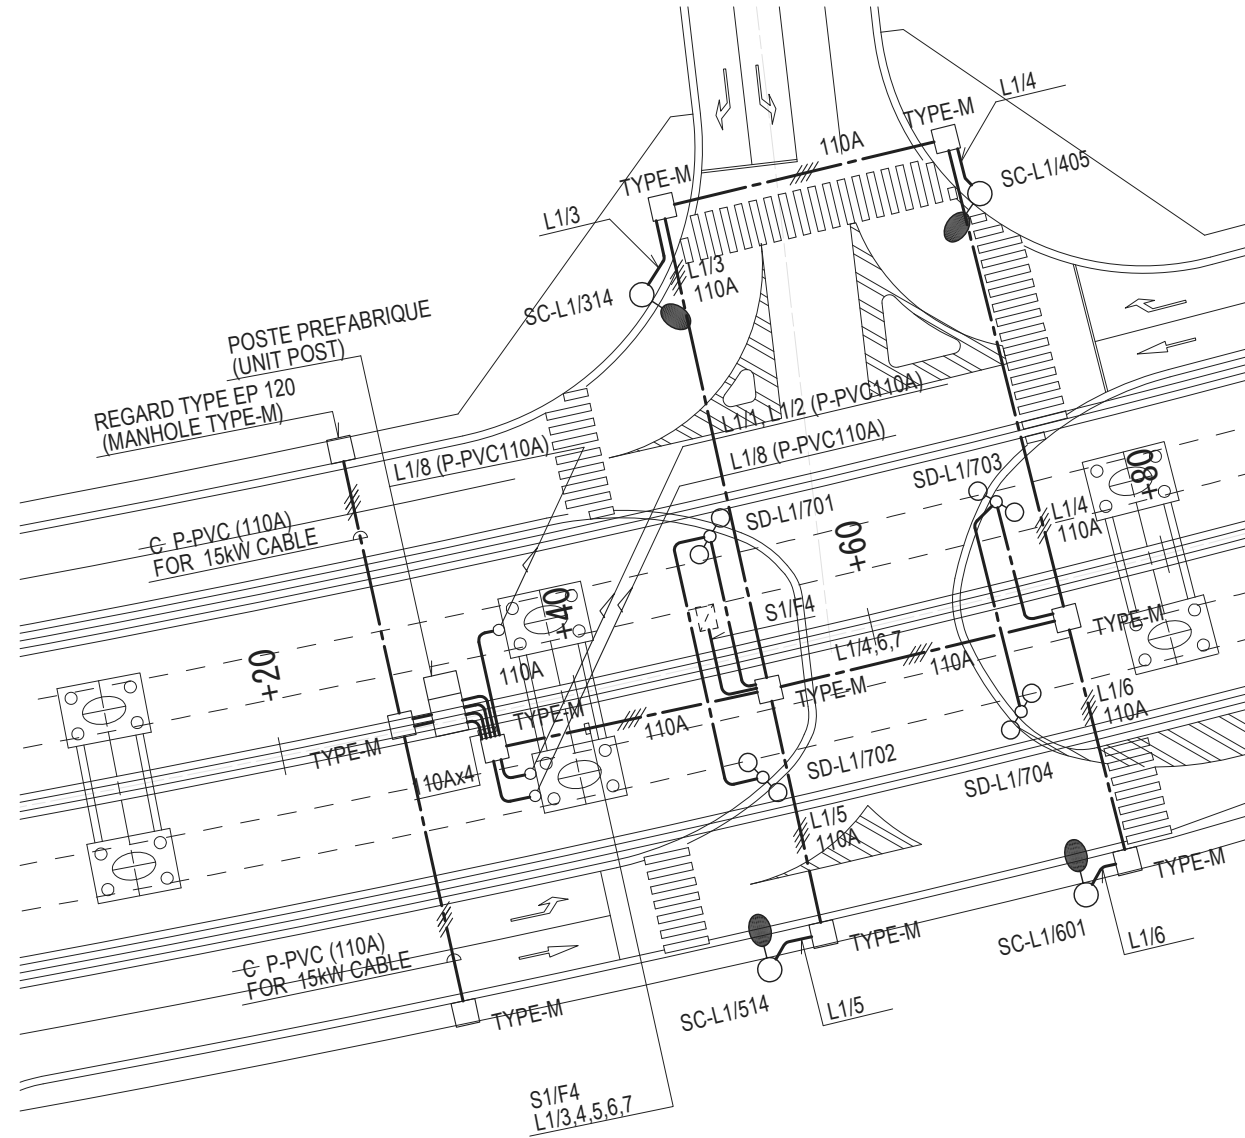 L1/4
TYPE-M
110A
SC-L1/405
TYPE-M
L1/3
L1/3
110A
SC-L1/314
POSTE PREFABRIQUE
(UNIT POST)
REGARD TYPE EP 120
(MANHOLE TYPE-M)
L1/1, L1/2 (P-PVC110A)
L1/8 (P-PVC110A)
L1/8 (P-PVC110A)
SD-L1/703
+80
SD-L1/701
L1/4
110A
C P-PVC (110A)
FOR 15kW CABLE
+60
+40
S1/F4
TYPE-M
L1/4,6,7
110A
+20
110A
TYPE-M
TYPE-M
L1/6
110A
110A
TYPE-M
10Ax4
SD-L1/702
SD-L1/704
L1/5
110A
TYPE-M
C P-PVC (110A)
FOR 15kW CABLE
TYPE-M
SC-L1/601
L1/6
TYPE-M
SC-L1/514
L1/5
S1/F4
L1/3,4,5,6,7